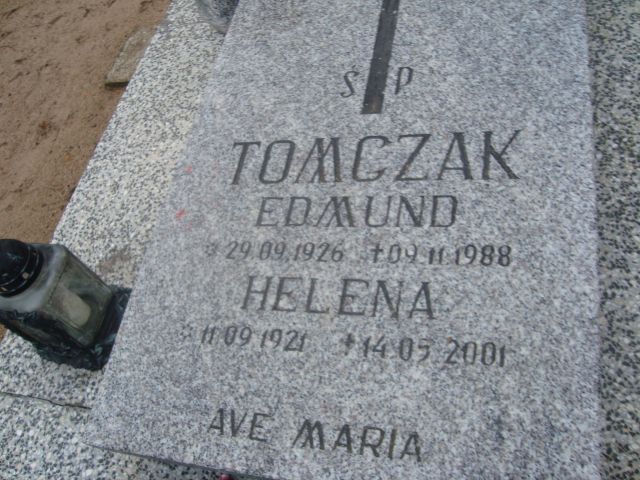 Ś P
TOMCZAK
EDMUND
* 29.09.1926 †09.11.1988
HELENA
* 11.09.1921 †14.05.2001
AVE MARIA